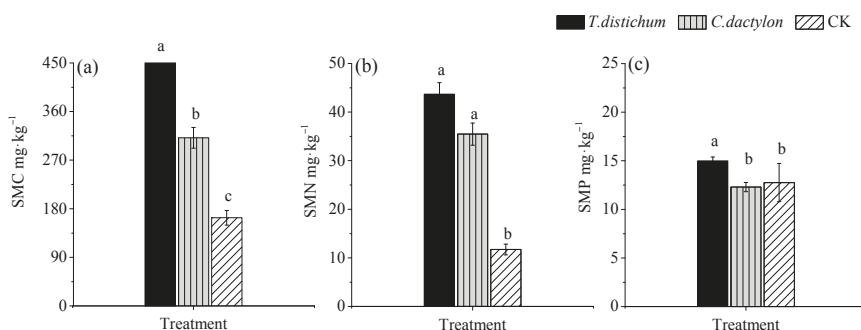 T.distichum C.dactylon CK
(a)
SMC mg·kg⁻¹
450
360
270
180
90
0
a
b
c
Treatment
(b)
SMN mg·kg⁻¹
50
40
30
20
10
0
a
a
b
Treatment
(c)
SMP mg·kg⁻¹
25
20
15
10
5
0
a
b
b
Treatment